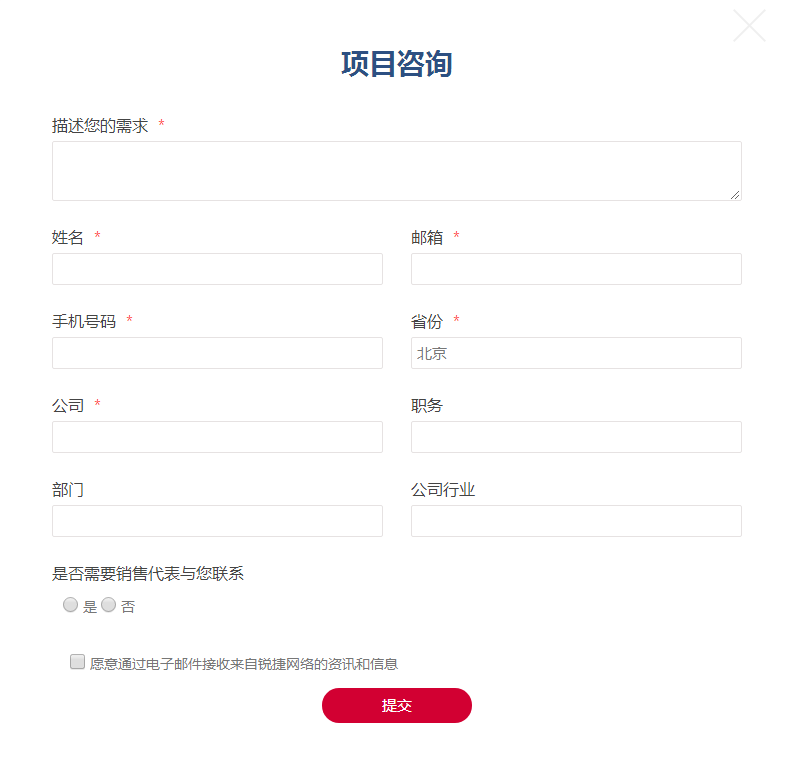 项目咨询
描述您的需求 *
姓名 * 邮箱 *
手机号码 * 省份 *
北京
公司 * 职务
部门 公司行业
是否需要销售代表与您联系
是 否
愿意通过电子邮件接收来自锐捷网络的资讯和信息
提交